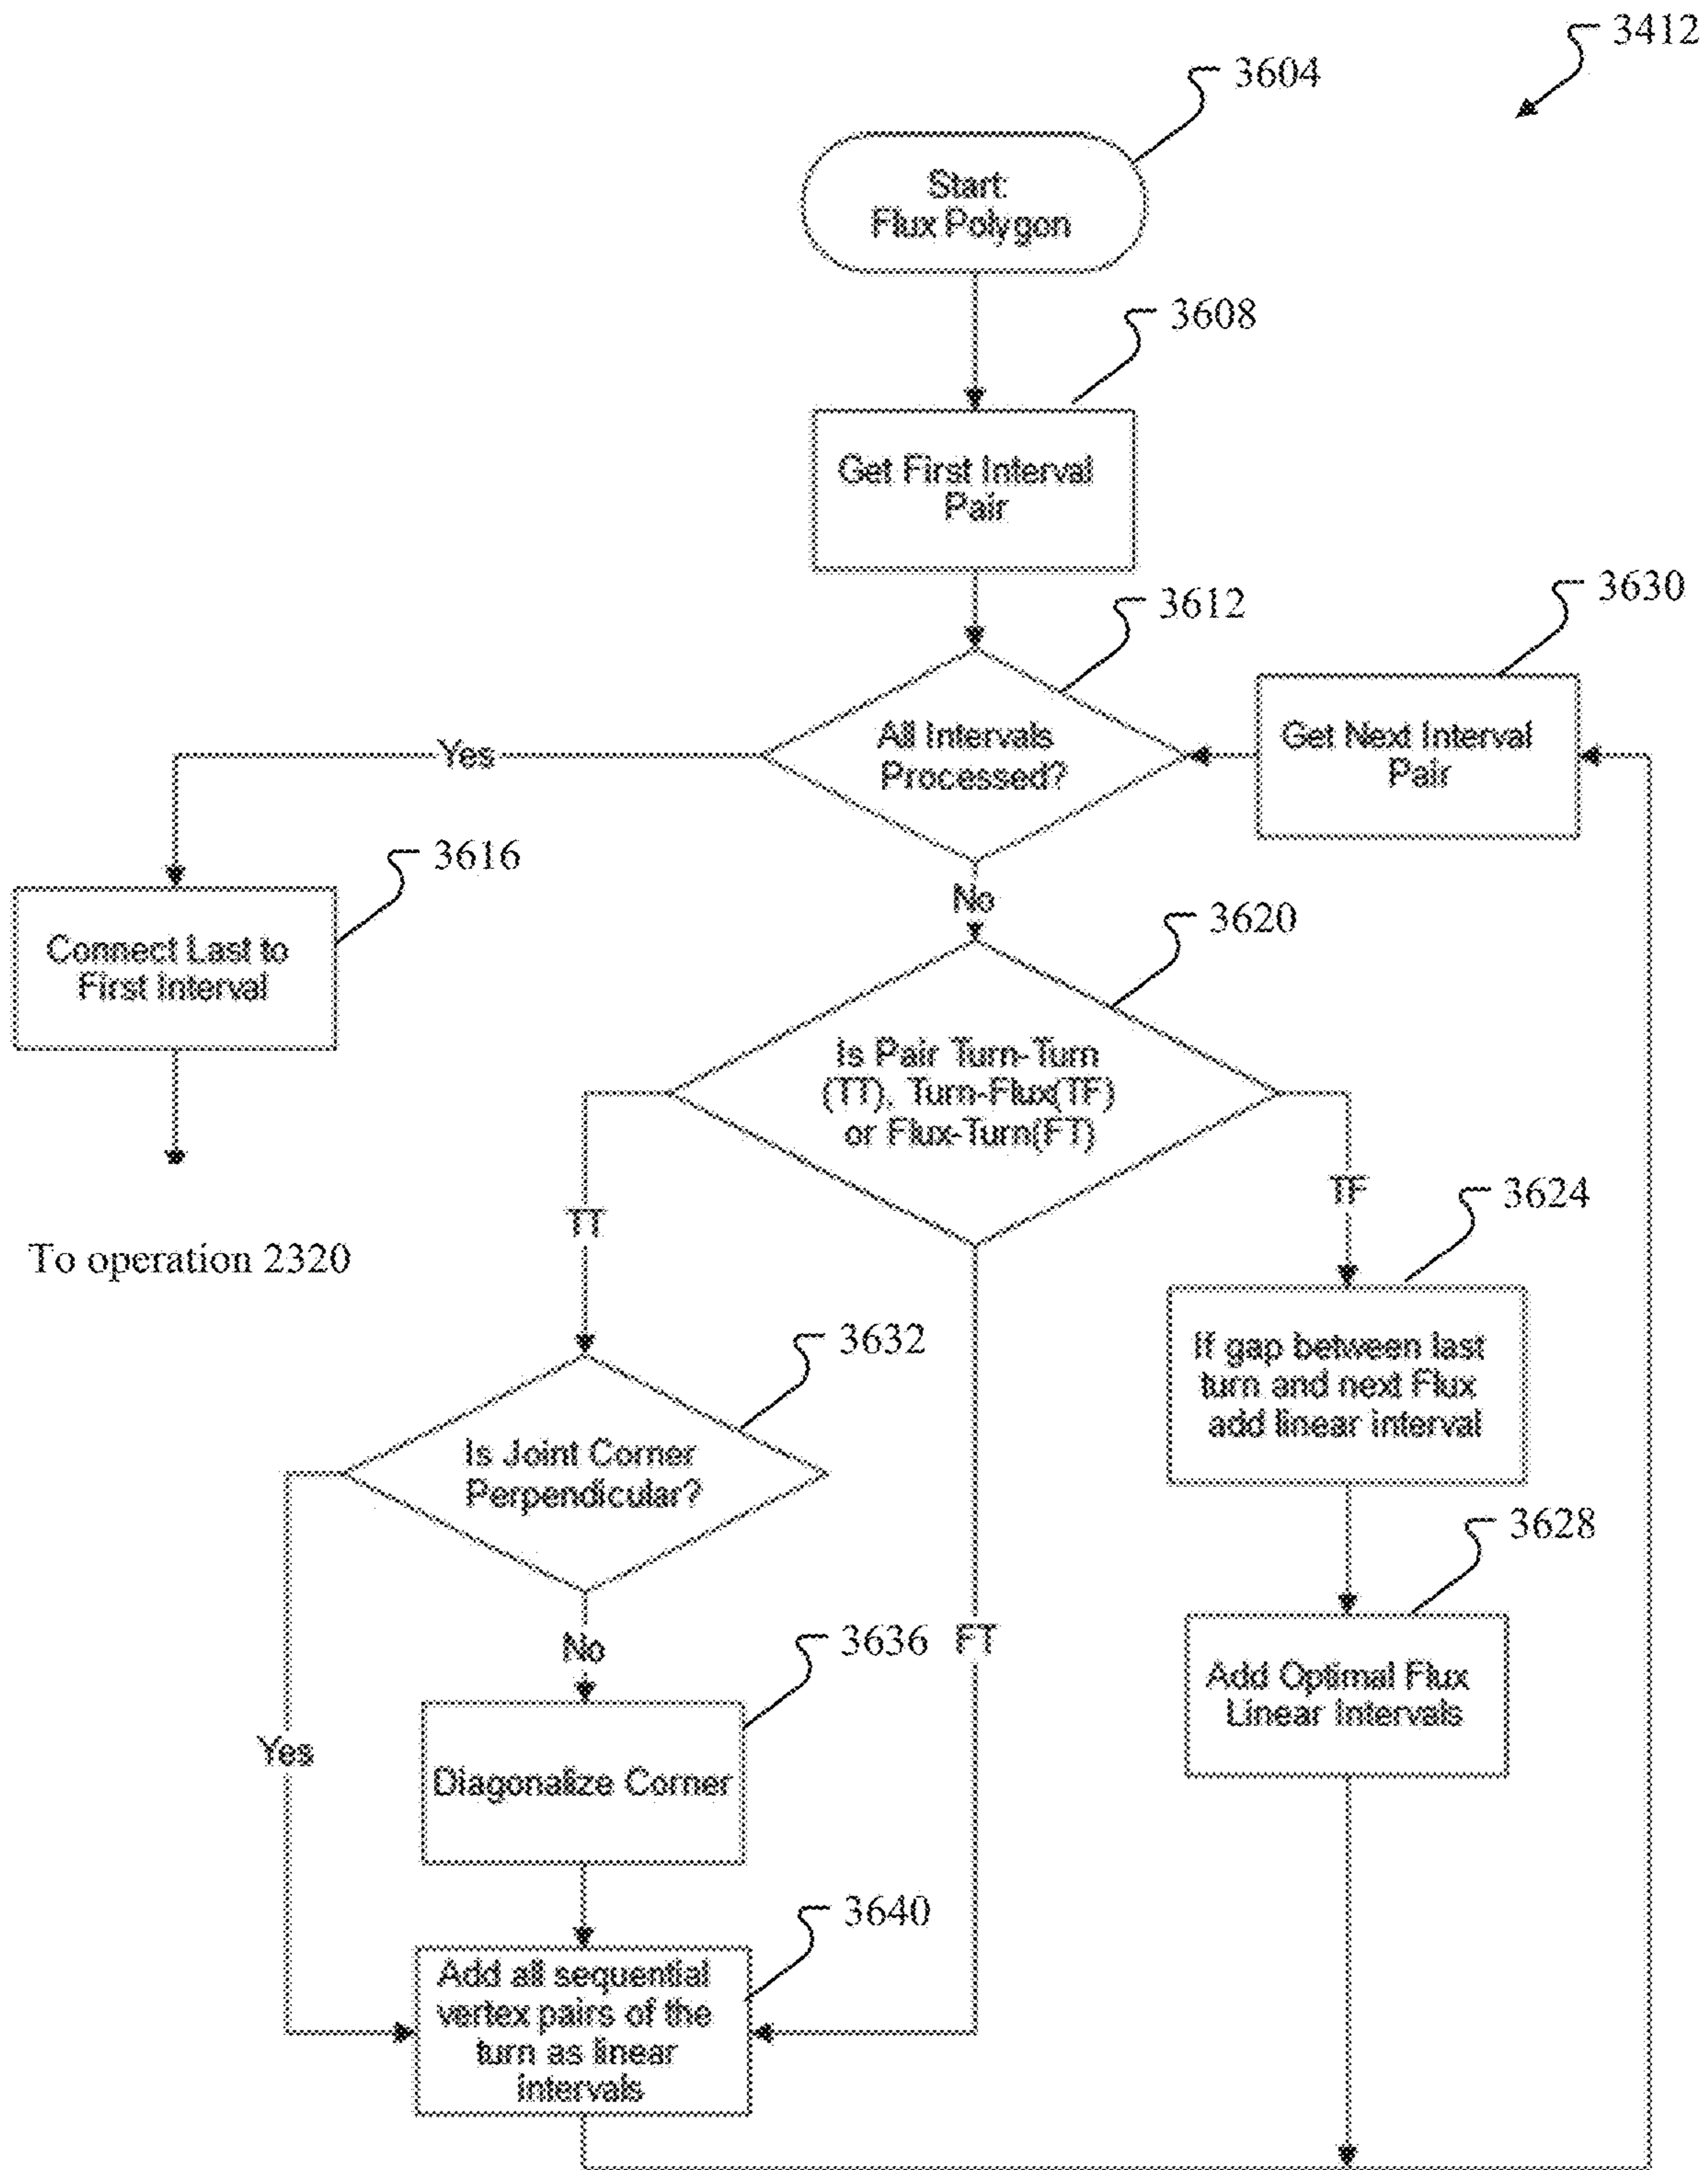 3412
3604
Start:
Flux Polygon
3608
Get First Interval
Pair
3612
3630
All Intervals
Processed?
Get Next Interval
Pair
Yes
3616
Connect Last to
First Interval
No
3620
Is Pair Turn-Turn
(TT), Turn-Flux(TF)
or Flux-Turn(FT)
TT
TF
3624
To operation 2320
If gap between last
turn and next Flux
add linear interval
3632
Is Joint Corner
Perpendicular?
3628
Add Optimal Flux
Linear Intervals
No
3636
FT
Yes
Diagonalize Corner
3640
Add all sequential
vertex pairs of the
turn as linear
intervals